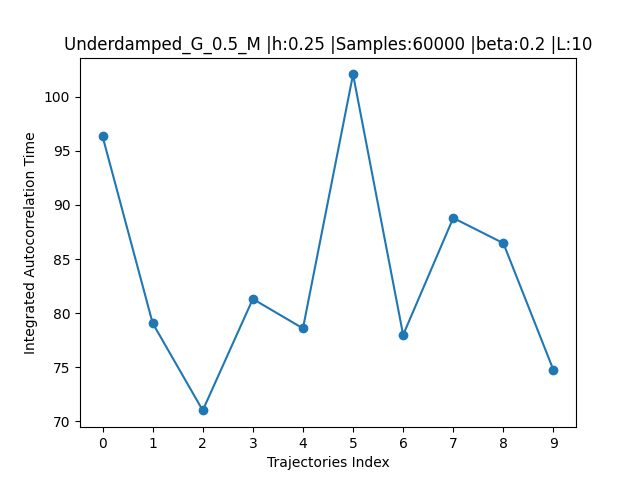 Underdamped_G_0.5_M |h:0.25 |Samples:60000 |beta:0.2 |L:10
Integrated Autocorrelation Time
100
95
90
85
80
75
70
0 1 2 3 4 5 6 7 8 9
Trajectories Index